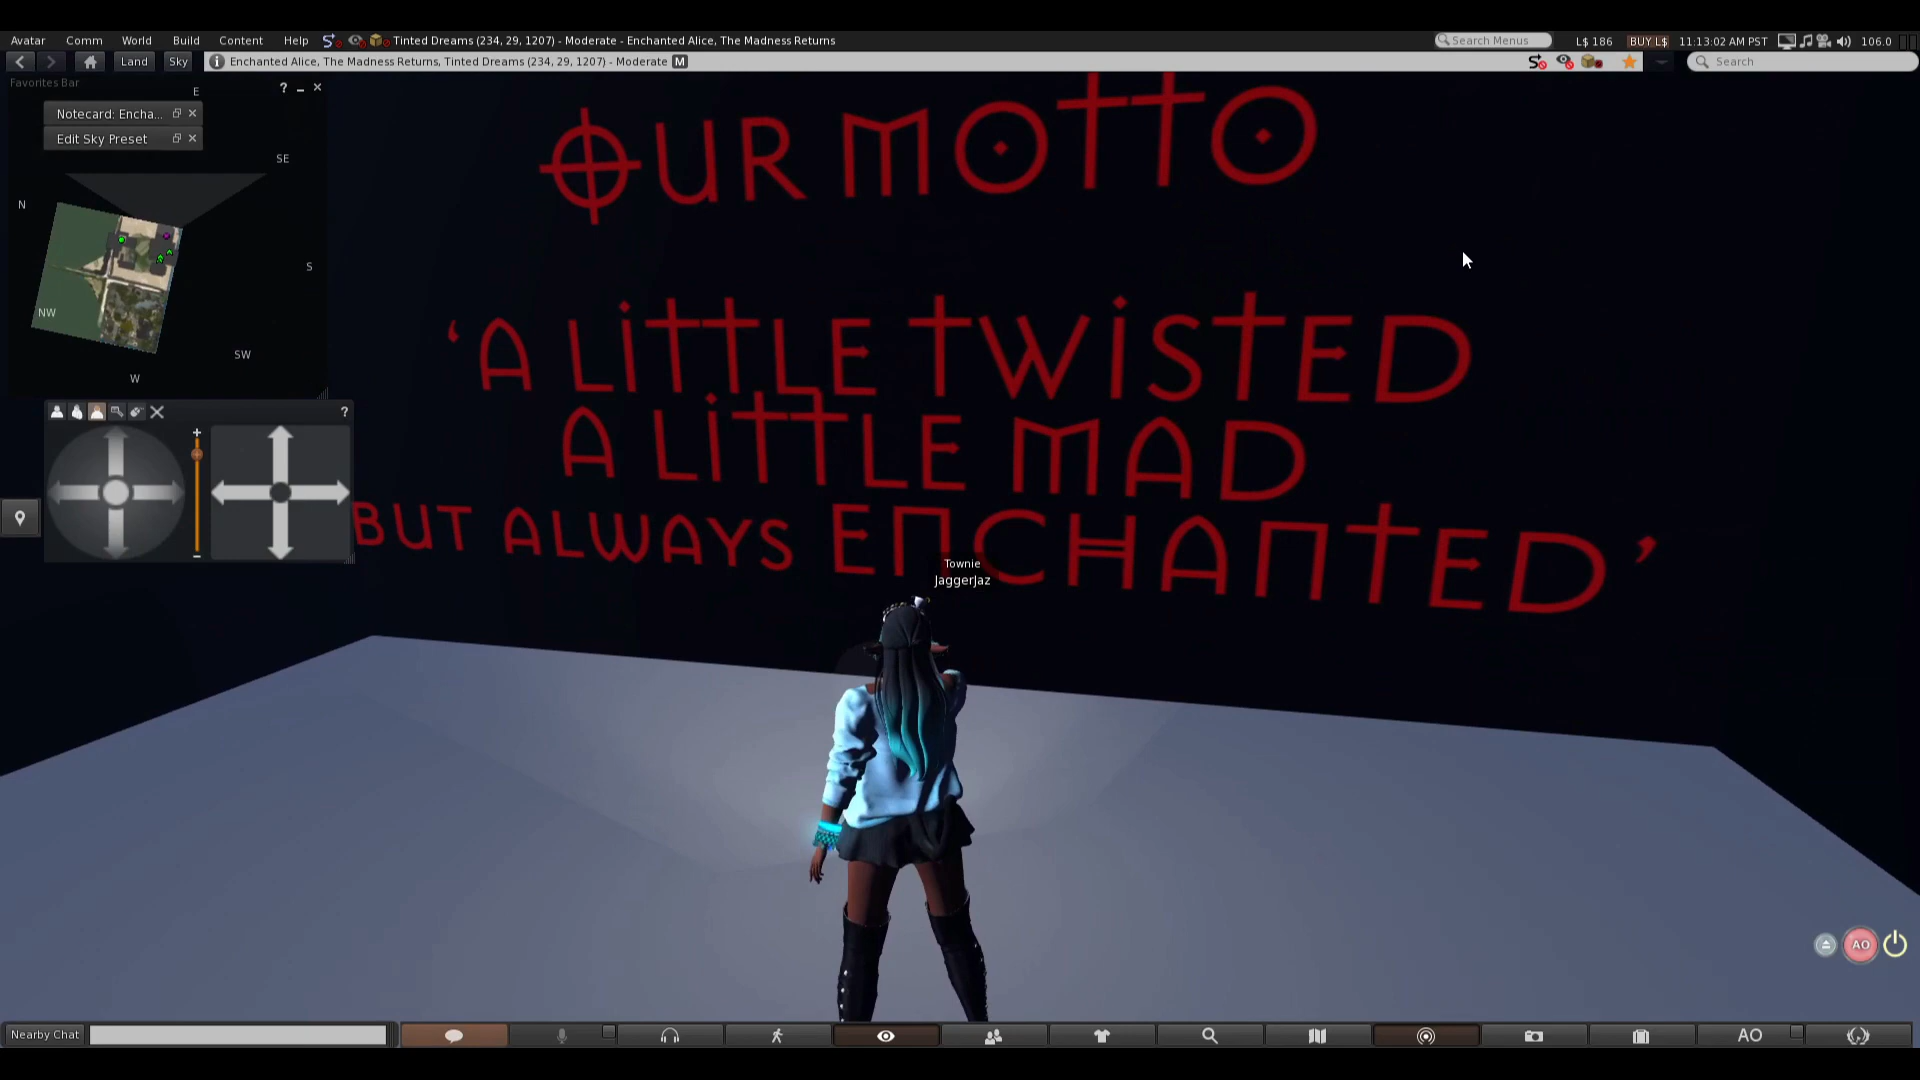 Avatar Comm World Build Content Help Tinted Dreams (234, 29, 1207) - Moderate - Enchanted Alice, The Madness Returns Search Menus L$ 186 BUY L$ 11:13:02 AM PST 106.0
Land Sky Enchanted Alice, The Madness Returns, Tinted Dreams (234, 29, 1207) - Moderate M Search
Favorites Bar
E
Notecard: Encha...
Edit Sky Preset
SE
N
S
NW
SW
W
OUR MOTTO
'A LiTTLE TWiSTED
A LiTTLE MAD
BUT ALWAYS ENCHANTED'
Townie
JaggerJaz
AO
Nearby Chat AO